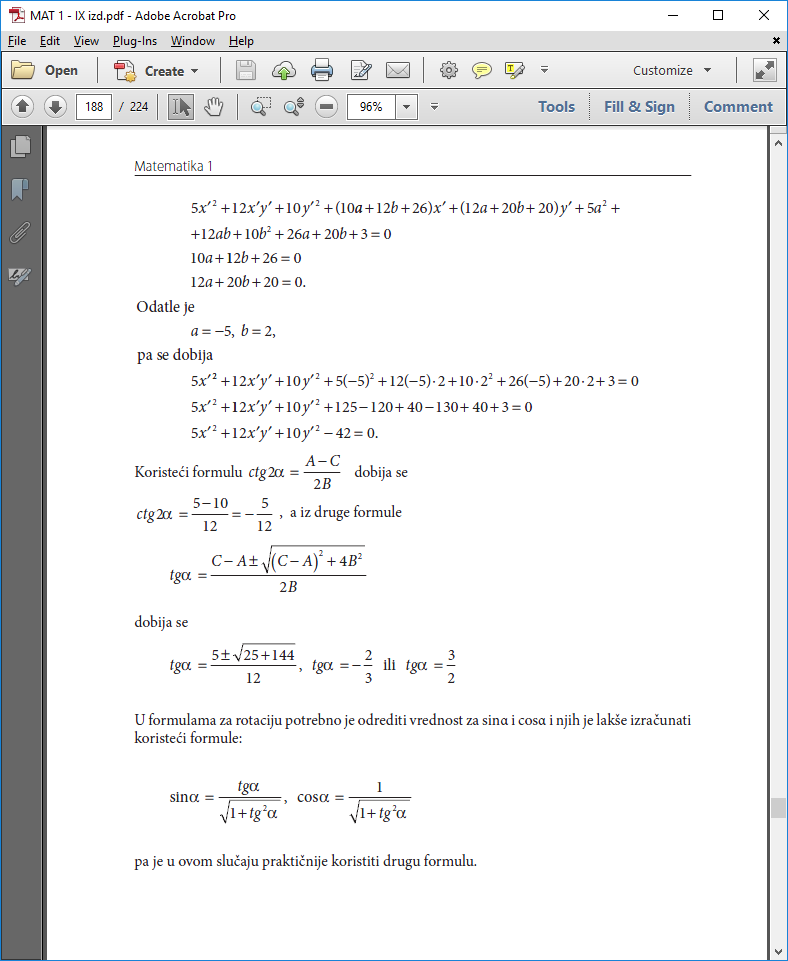 MAT 1 - IX izd.pdf - Adobe Acrobat Pro
File Edit View Plug-Ins Window Help
Open Create Customize
188 / 224 96% Tools Fill & Sign Comment
Matematika 1
5x′² +12x′y′ +10y′² +(10a+12b+26)x′ +(12a+20b+20)y′ +5a² +
+12ab+10b² +26a+20b+3=0
10a+12b+26=0
12a+20b+20=0.
Odatle je
a=−5, b=2,
pa se dobija
5x′² +12x′y′ +10y′² +5(−5)² +12(−5)·2+10·2² +26(−5)+20·2+3=0
5x′² +12x′y′ +10y′² +125−120+40−130+40+3=0
5x′² +12x′y′ +10y′² −42=0.
Koristeći formulu ctg2α = (A−C)/(2B) dobija se
ctg2α = (5−10)/12 = −5/12 , a iz druge formule
tgα = (C−A±√((C−A)² +4B²))/(2B)
dobija se
tgα = (5±√(25+144))/12, tgα = −2/3 ili tgα = 3/2
U formulama za rotaciju potrebno je odrediti vrednost za sinα i cosα i njih je lakše izračunati
koristeći formule:
sinα = tgα/√(1+tg²α), cosα = 1/√(1+tg²α)
pa je u ovom slučaju praktičnije koristiti drugu formulu.